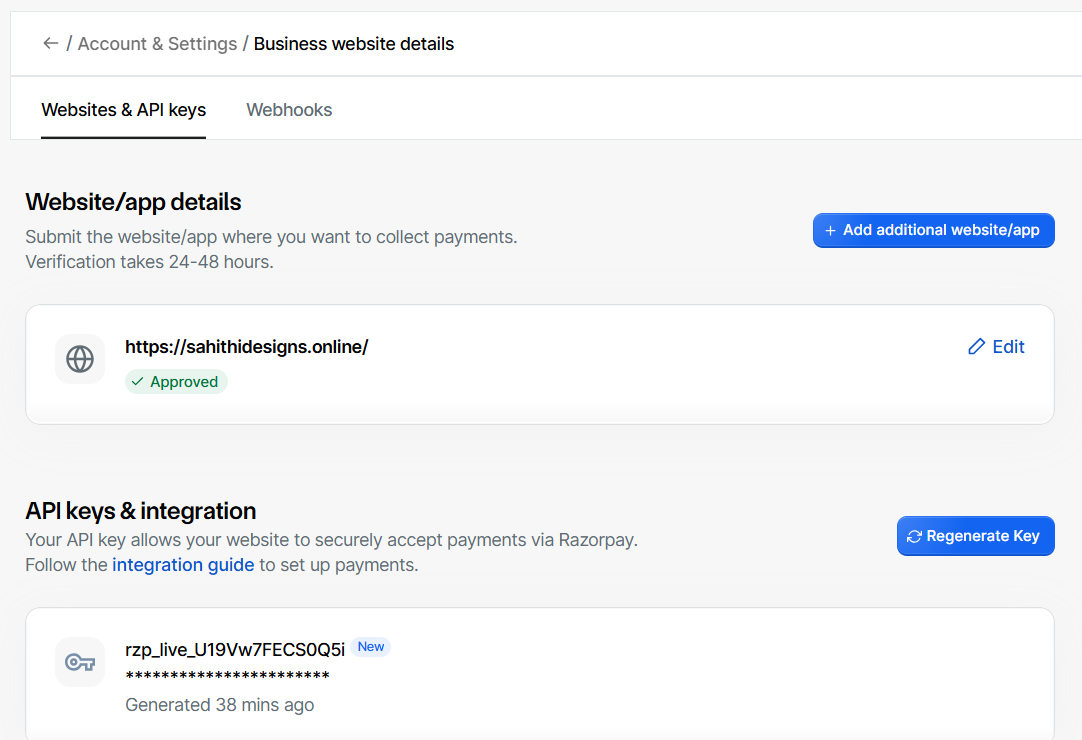 ← / Account & Settings / Business website details
Websites & API keys Webhooks
Website/app details
Submit the website/app where you want to collect payments.
Verification takes 24-48 hours.
+ Add additional website/app
https://sahithidesigns.online/
Edit
✓ Approved
API keys & integration
Your API key allows your website to securely accept payments via Razorpay.
Follow the integration guide to set up payments.
Regenerate Key
rzp_live_U19Vw7FECS0Q5i New
***********************
Generated 38 mins ago